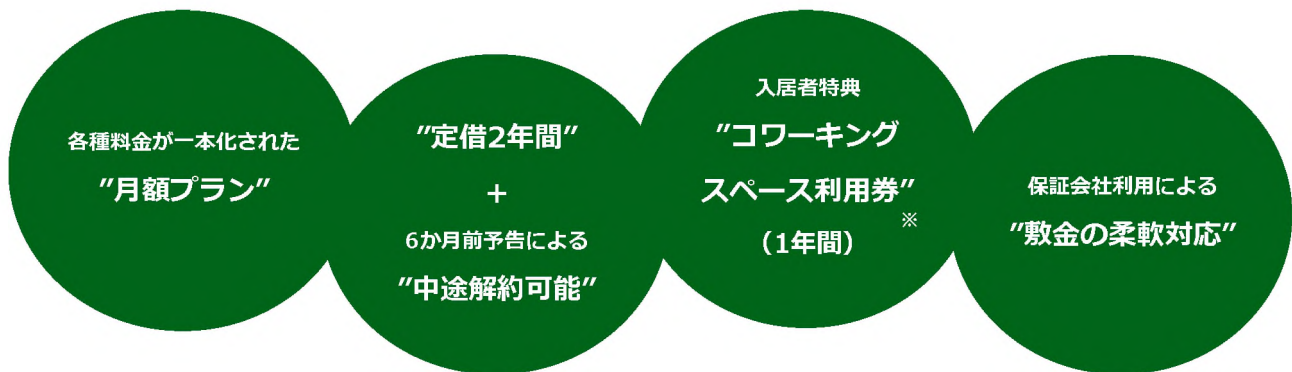 各種料金が一本化された
”月額プラン”
”定借2年間”
+
6か月前予告による
”中途解約可能”
入居者特典
”コワーキング
スペース利用券”
※
（1年間）
保証会社利用による
”敷金の柔軟対応”